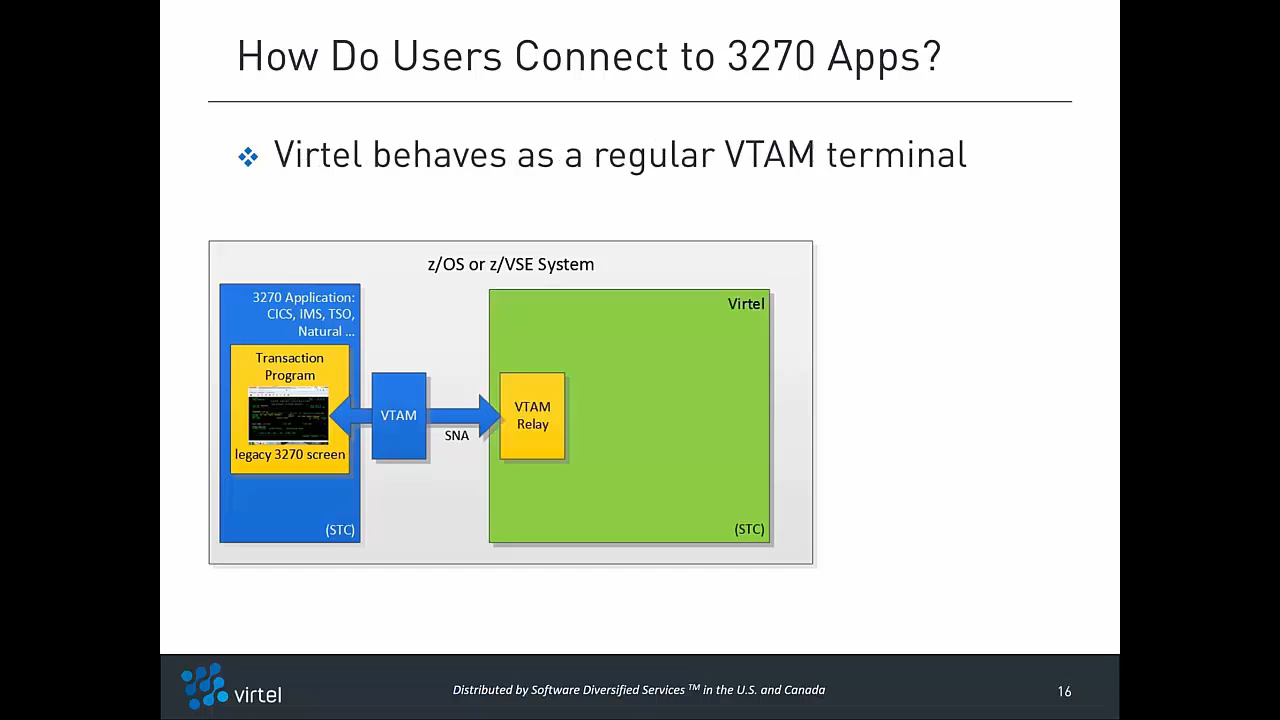 How Do Users Connect to 3270 Apps?
Virtel behaves as a regular VTAM terminal
z/OS or z/VSE System
3270 Application:
CICS, IMS, TSO,
Natural ...
Transaction
Program
legacy 3270 screen
(STC)
VTAM
SNA
Virtel
VTAM
Relay
(STC)
virtel
Distributed by Software Diversified Services TM in the U.S. and Canada
16